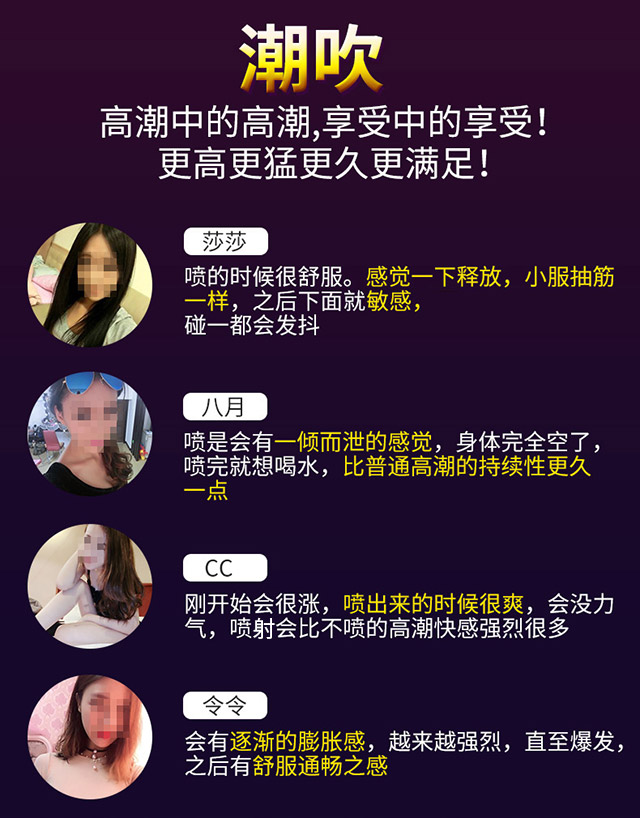 潮吹
高潮中的高潮,享受中的享受！
更高更猛更久更满足！
莎莎
喷的时候很舒服。感觉一下释放，小服抽筋
一样，之后下面就敏感，
碰一都会发抖
八月
喷是会有一倾而泄的感觉，身体完全空了，
喷完就想喝水，比普通高潮的持续性更久
一点
CC
刚开始会很涨，喷出来的时候很爽，会没力
气，喷射会比不喷的高潮快感强烈很多
令令
会有逐渐的膨胀感，越来越强烈，直至爆发，
之后有舒服通畅之感